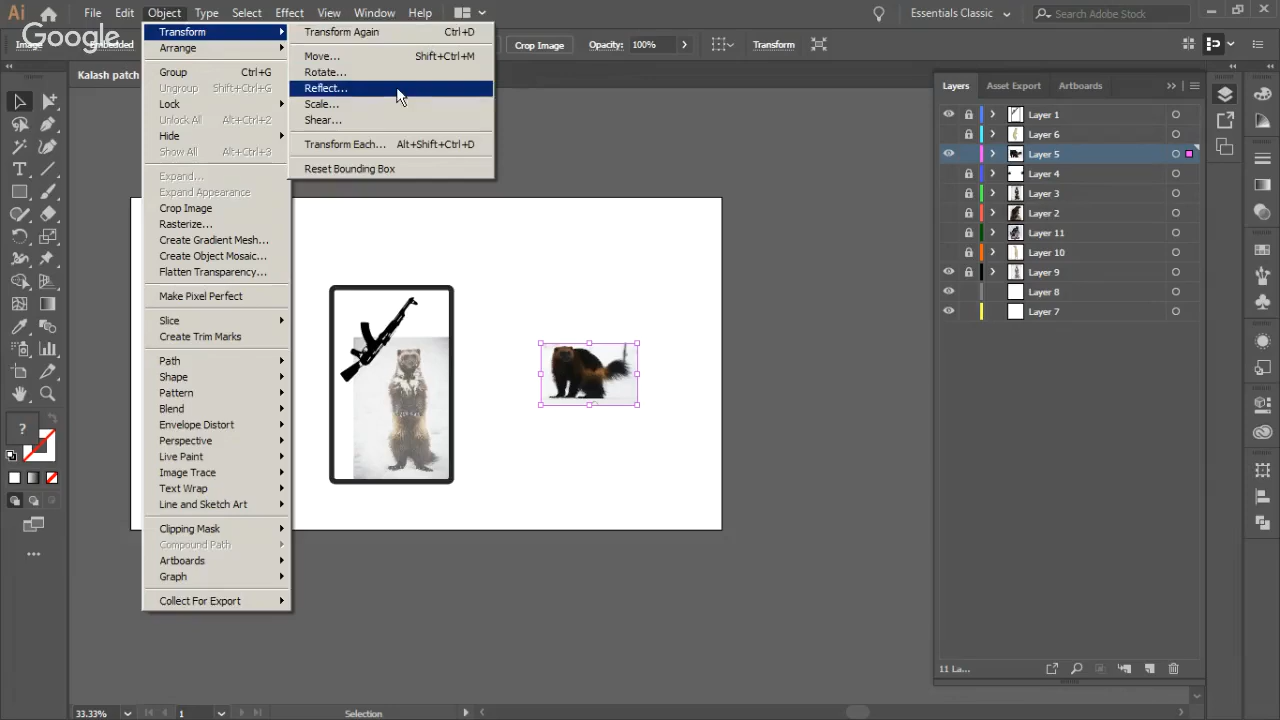 Ai File Edit Object Type Select Effect View Window Help Essentials Classic Search Adobe Stock
Google
Image Embedded Crop Image Opacity: 100% Transform
Kalash patch
Transform
Arrange
Group Ctrl+G
Ungroup Shift+Ctrl+G
Lock
Unlock All Alt+Ctrl+2
Hide
Show All Alt+Ctrl+3
Expand...
Expand Appearance
Crop Image
Rasterize...
Create Gradient Mesh...
Create Object Mosaic...
Flatten Transparency...
Make Pixel Perfect
Slice
Create Trim Marks
Path
Shape
Pattern
Blend
Envelope Distort
Perspective
Live Paint
Image Trace
Text Wrap
Line and Sketch Art
Clipping Mask
Compound Path
Artboards
Graph
Collect For Export
Transform Again Ctrl+D
Move... Shift+Ctrl+M
Rotate...
Reflect...
Scale...
Shear...
Transform Each... Alt+Shift+Ctrl+D
Reset Bounding Box
Layers Asset Export Artboards
Layer 1
Layer 6
Layer 5
Layer 4
Layer 3
Layer 2
Layer 11
Layer 10
Layer 9
Layer 8
Layer 7
11 La...
?
33.33% 1 Selection